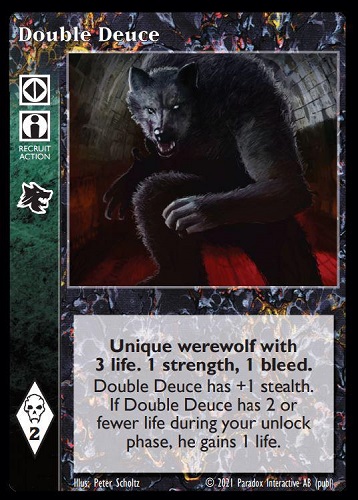 Double Deuce
RECRUIT
ACTION
Unique werewolf with
3 life. 1 strength, 1 bleed.
Double Deuce has +1 stealth.
If Double Deuce has 2 or
fewer life during your unlock
phase, he gains 1 life.
2
Illus: Peter Scholtz © 2021 Paradox Interactive AB (publ)